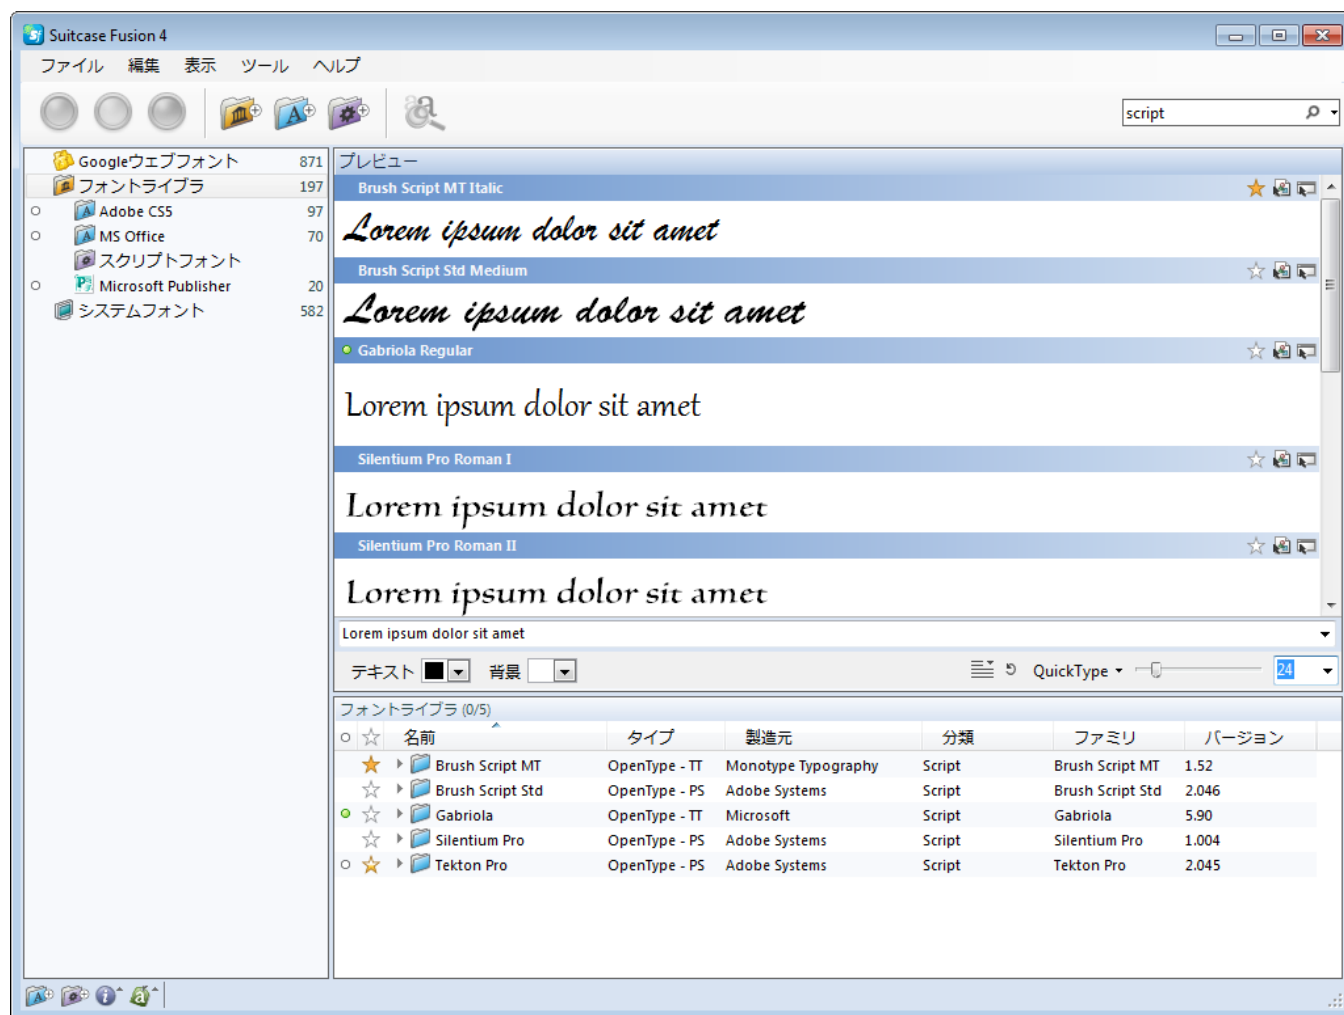 Suitcase Fusion 4
ファイル 編集 表示 ツール ヘルプ
script
Googleウェブフォント 871
フォントライブラ 197
Adobe CS5 97
MS Office 70
スクリプトフォント
Microsoft Publisher 20
システムフォント 582
プレビュー
Brush Script MT Italic
Lorem ipsum dolor sit amet
Brush Script Std Medium
Lorem ipsum dolor sit amet
Gabriola Regular
Lorem ipsum dolor sit amet
Silentium Pro Roman I
Lorem ipsum dolor sit amet
Silentium Pro Roman II
Lorem ipsum dolor sit amet
Lorem ipsum dolor sit amet
テキスト 背景 QuickType 24
フォントライブラ (0/5)
名前 タイプ 製造元 分類 ファミリ バージョン
Brush Script MT OpenType - TT Monotype Typography Script Brush Script MT 1.52
Brush Script Std OpenType - PS Adobe Systems Script Brush Script Std 2.046
Gabriola OpenType - TT Microsoft Script Gabriola 5.90
Silentium Pro OpenType - PS Adobe Systems Script Silentium Pro 1.004
Tekton Pro OpenType - PS Adobe Systems Script Tekton Pro 2.045